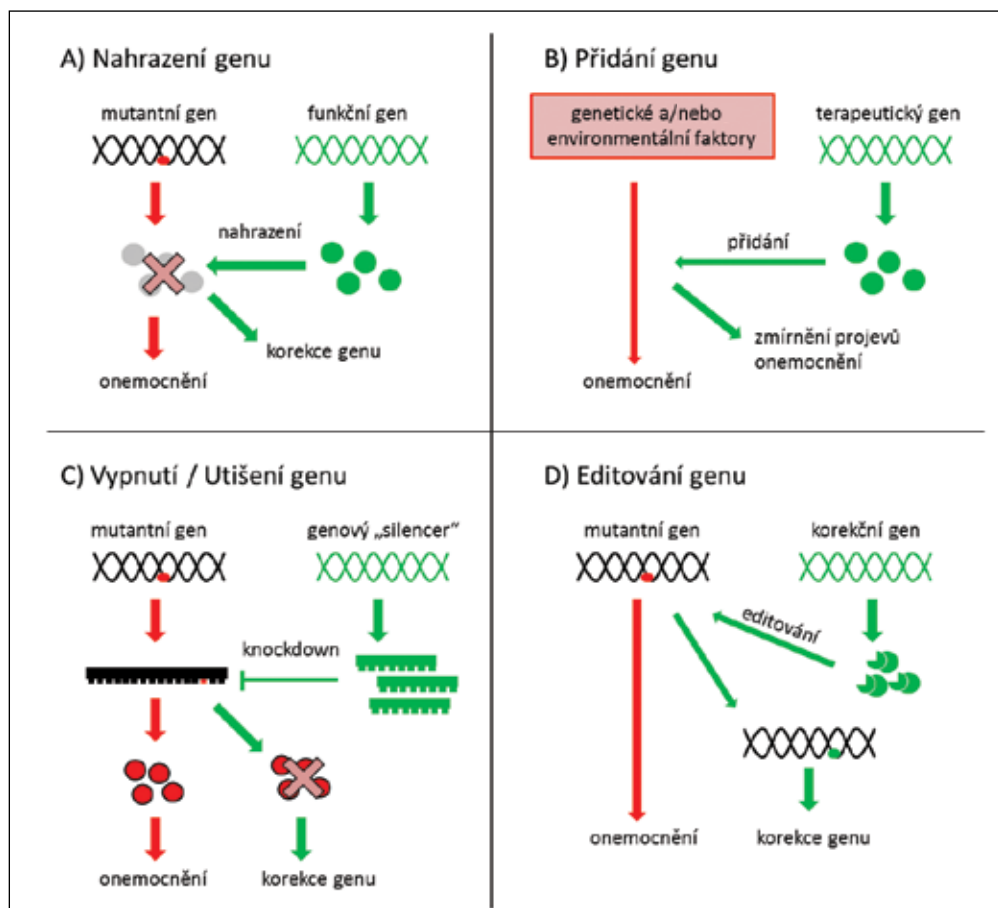 A) Nahrazení genu
mutantní gen
funkční gen
nahrazení
korekce genu
onemocnění
B) Přidání genu
genetické a/nebo
environmentální faktory
terapeutický gen
přidání
zmírnění projevů
onemocnění
onemocnění
C) Vypnutí / Utišení genu
mutantní gen
genový „silencer“
knockdown
onemocnění
korekce genu
D) Editování genu
mutantní gen
korekční gen
editování
onemocnění
korekce genu